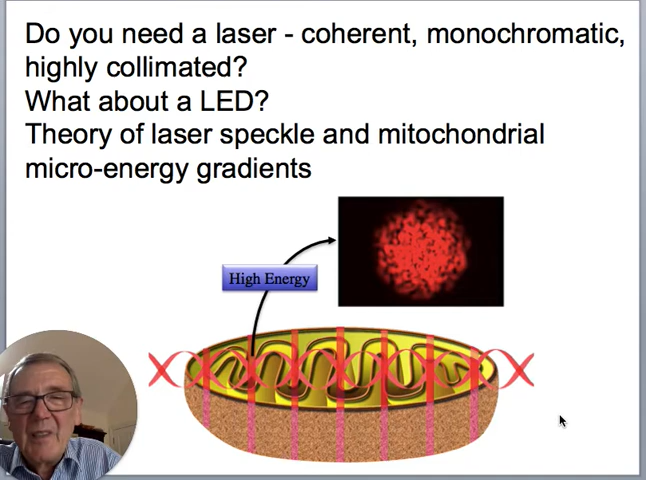 Do you need a laser - coherent, monochromatic,
highly collimated?
What about a LED?
Theory of laser speckle and mitochondrial
micro-energy gradients
High Energy